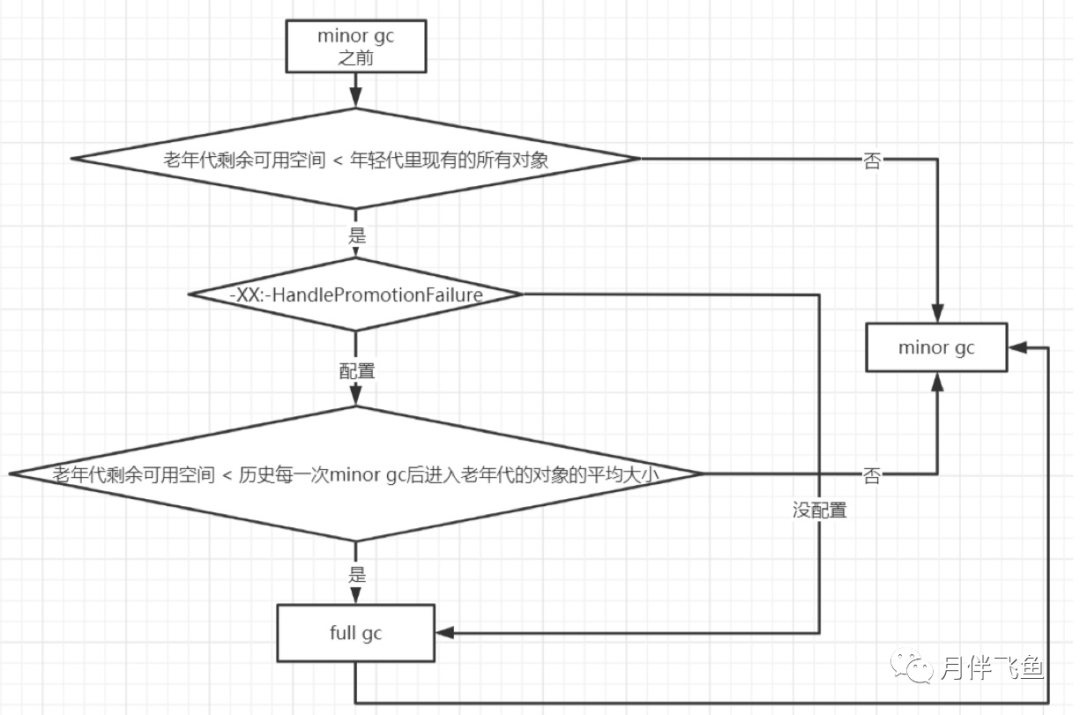 minor gc
之前
老年代剩余可用空间 < 年轻代里现有的所有对象
否
是
-XX:-HandlePromotionFailure
minor gc
配置
老年代剩余可用空间 < 历史每一次minor gc后进入老年代的对象的平均大小
否
没配置
是
full gc
月伴飞鱼